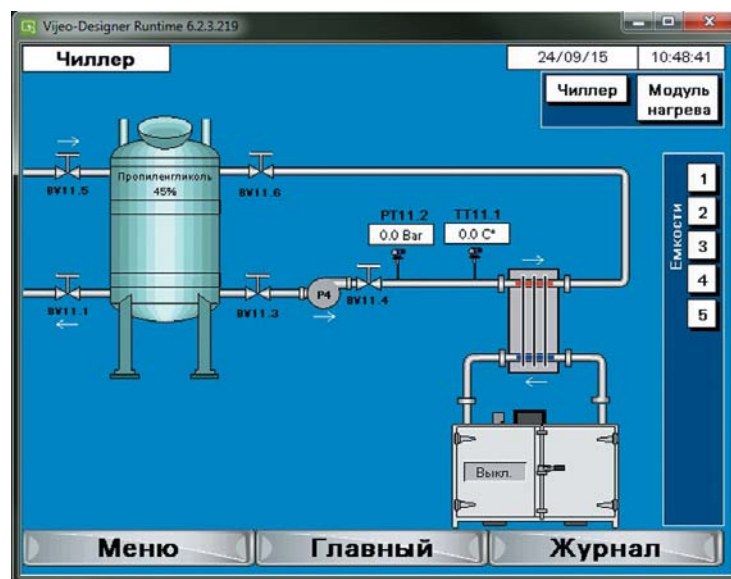 Vijeo-Designer Runtime 6.2.3.219
Чиллер
24/09/15
10:48:41
Чиллер
Модуль
нагрева
Пропиленгликоль
45%
BV11.5
BV11.6
PT11.2
TT11.1
0.0 Bar
0.0 C°
Емкости
1
2
3
4
5
BV11.1
BV11.3
P4
BV11.4
Выкл.
Меню
Главный
Журнал